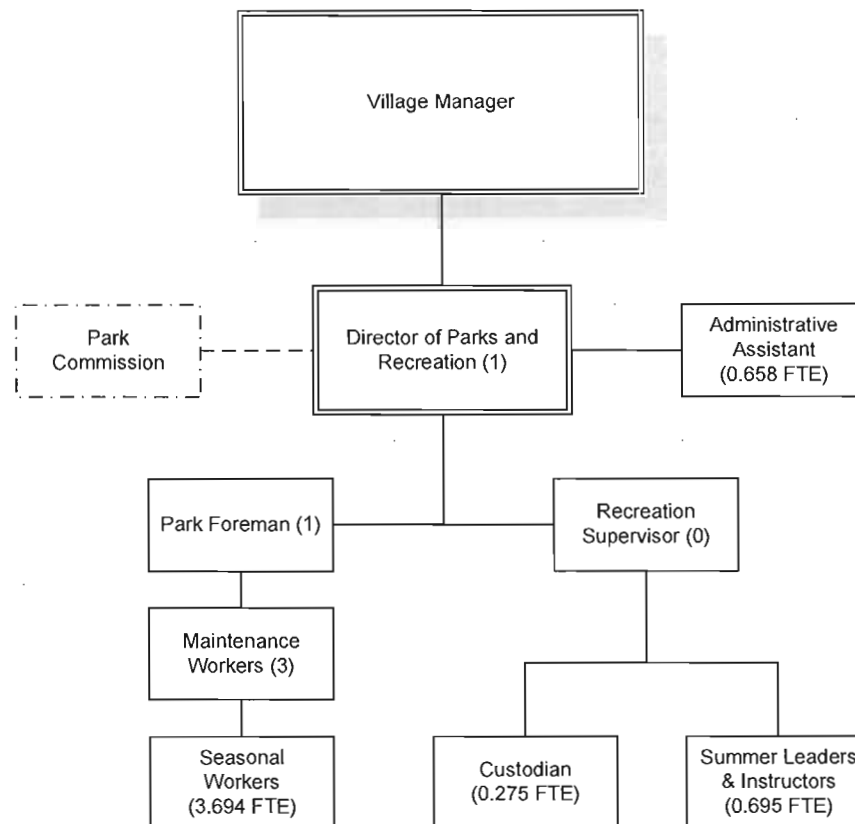 Village Manager
Park
Commission
Director of Parks and
Recreation (1)
Administrative
Assistant
(0.658 FTE)
Park Foreman (1)
Recreation
Supervisor (0)
Maintenance
Workers (3)
Seasonal
Workers
(3.694 FTE)
Custodian
(0.275 FTE)
Summer Leaders
& Instructors
(0.695 FTE)